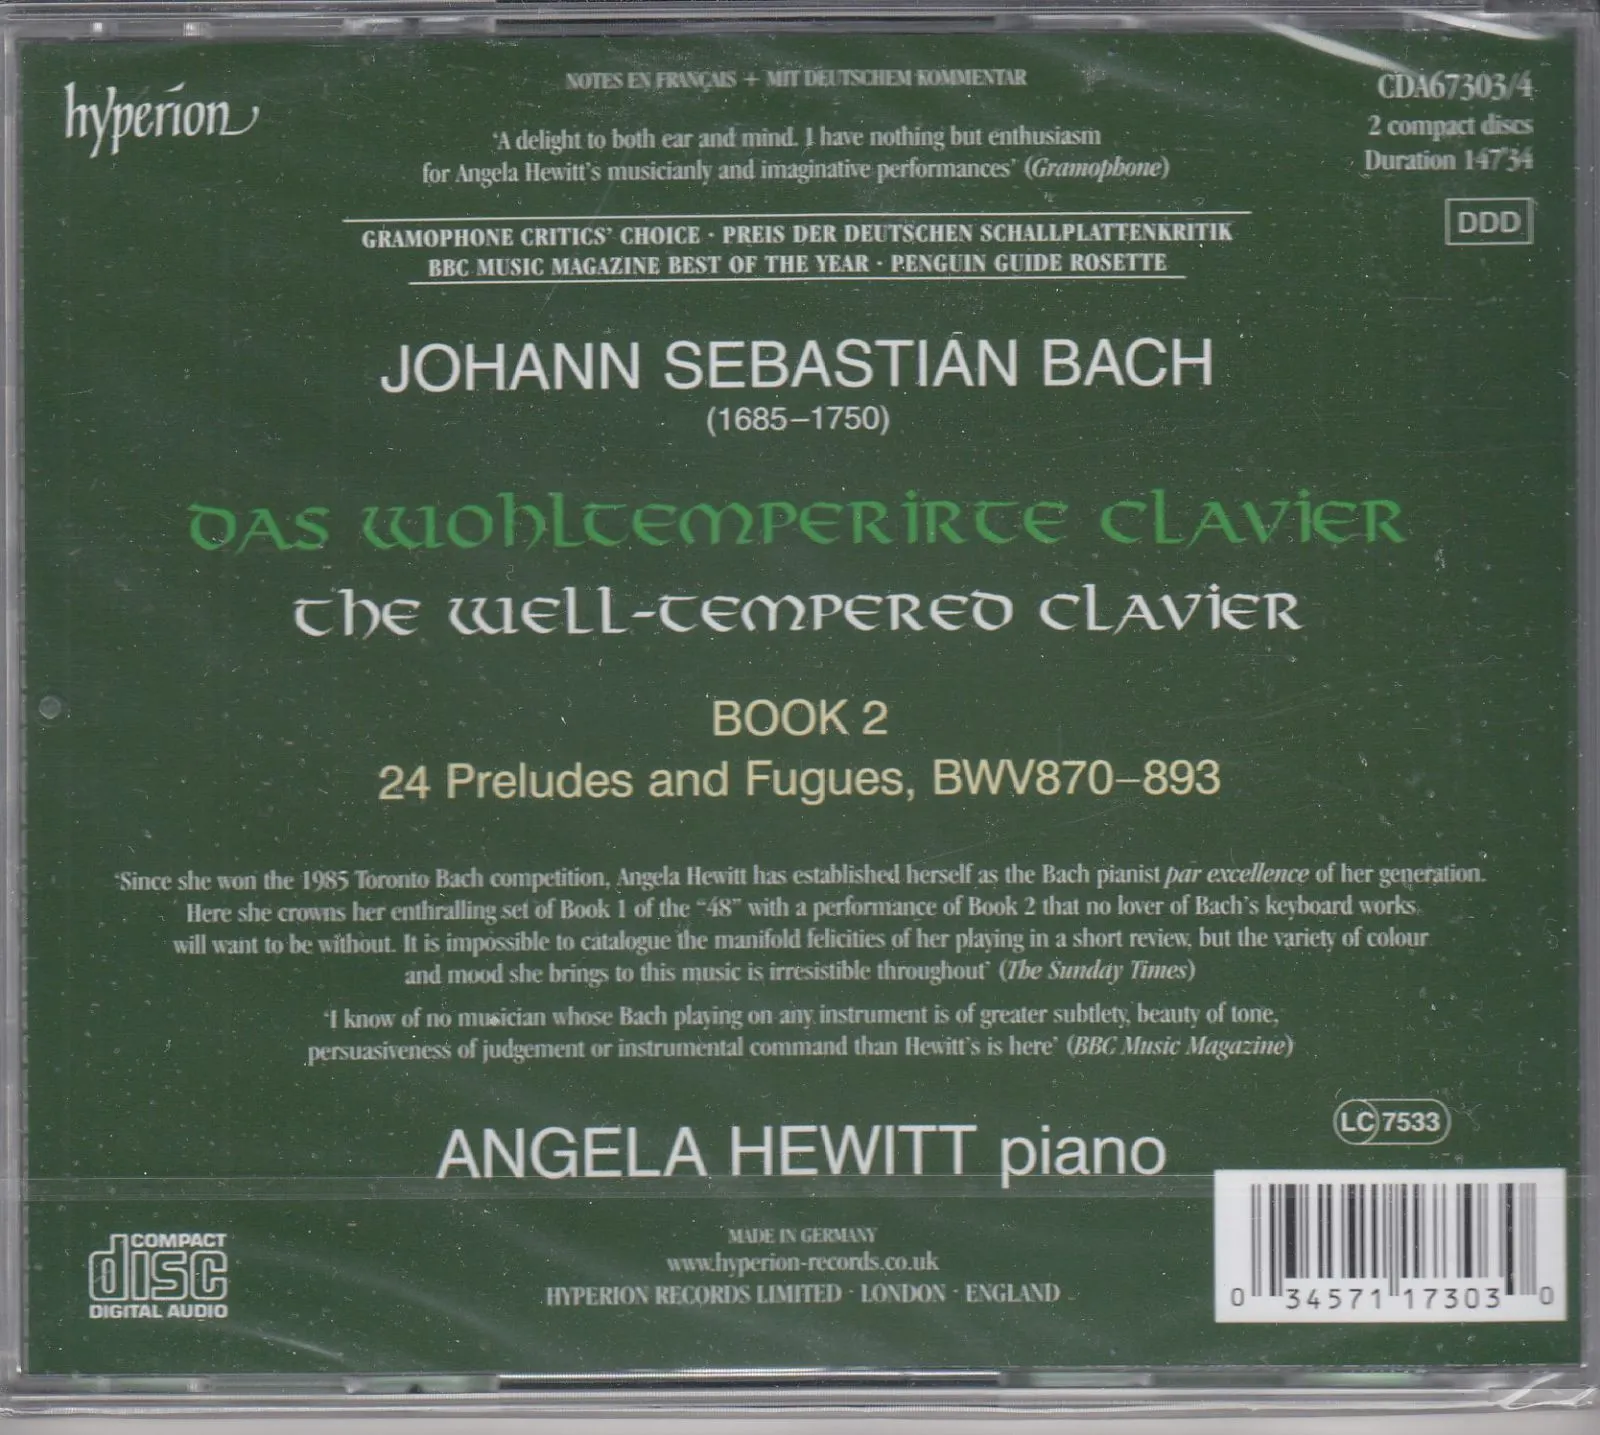 hyperion
NOTES EN FRANÇAIS + MIT DEUTSCHEM KOMMENTAR
CDA67303/4
2 compact discs
Duration 147'34
DDD
‘A delight to both ear and mind. I have nothing but enthusiasm
for Angela Hewitt’s musicianly and imaginative performances’ (Gramophone)
GRAMOPHONE CRITICS’ CHOICE · PREIS DER DEUTSCHEN SCHALLPLATTENKRITIK
BBC MUSIC MAGAZINE BEST OF THE YEAR · PENGUIN GUIDE ROSETTE
JOHANN SEBASTIAN BACH
(1685–1750)
DAS WOHLTEMPERIRTE CLAVIER
THE WELL-TEMPERED CLAVIER
BOOK 2
24 Preludes and Fugues, BWV870–893
‘Since she won the 1985 Toronto Bach competition, Angela Hewitt has established herself as the Bach pianist par excellence of her generation.
Here she crowns her enthralling set of Book 1 of the “48” with a performance of Book 2 that no lover of Bach’s keyboard works
will want to be without. It is impossible to catalogue the manifold felicities of her playing in a short review, but the variety of colour
and mood she brings to this music is irresistible throughout’ (The Sunday Times)
‘I know of no musician whose Bach playing on any instrument is of greater subtlety, beauty of tone,
persuasiveness of judgement or instrumental command than Hewitt’s is here’ (BBC Music Magazine)
ANGELA HEWITT piano
LC 7533
COMPACT
disc
DIGITAL AUDIO
MADE IN GERMANY
www.hyperion-records.co.uk
HYPERION RECORDS LIMITED · LONDON · ENGLAND
0 34571 17303 0